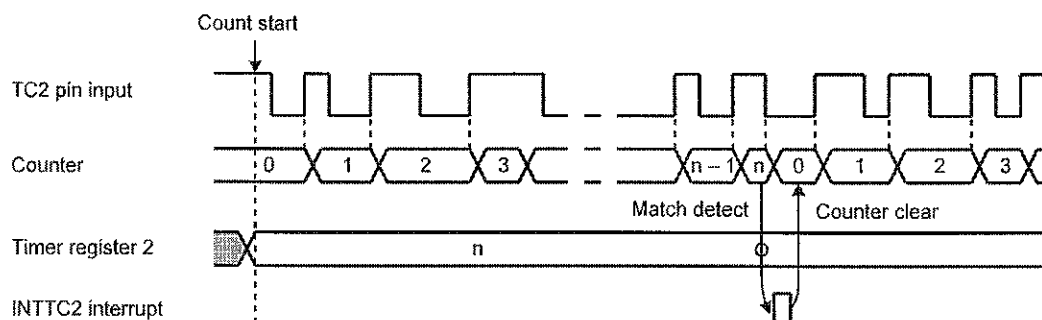 Count start
TC2 pin input
Counter 0 1 2 3 n – 1 n 0 1 2 3
Match detect Counter clear
Timer register 2 n
INTTC2 interrupt